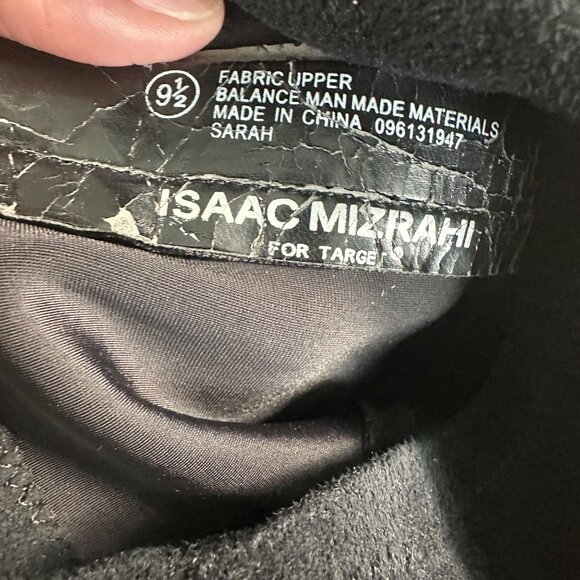 9½
FABRIC UPPER
BALANCE MAN MADE MATERIALS
MADE IN CHINA 096131947
SARAH
ISAAC MIZRAHI
FOR TARGET